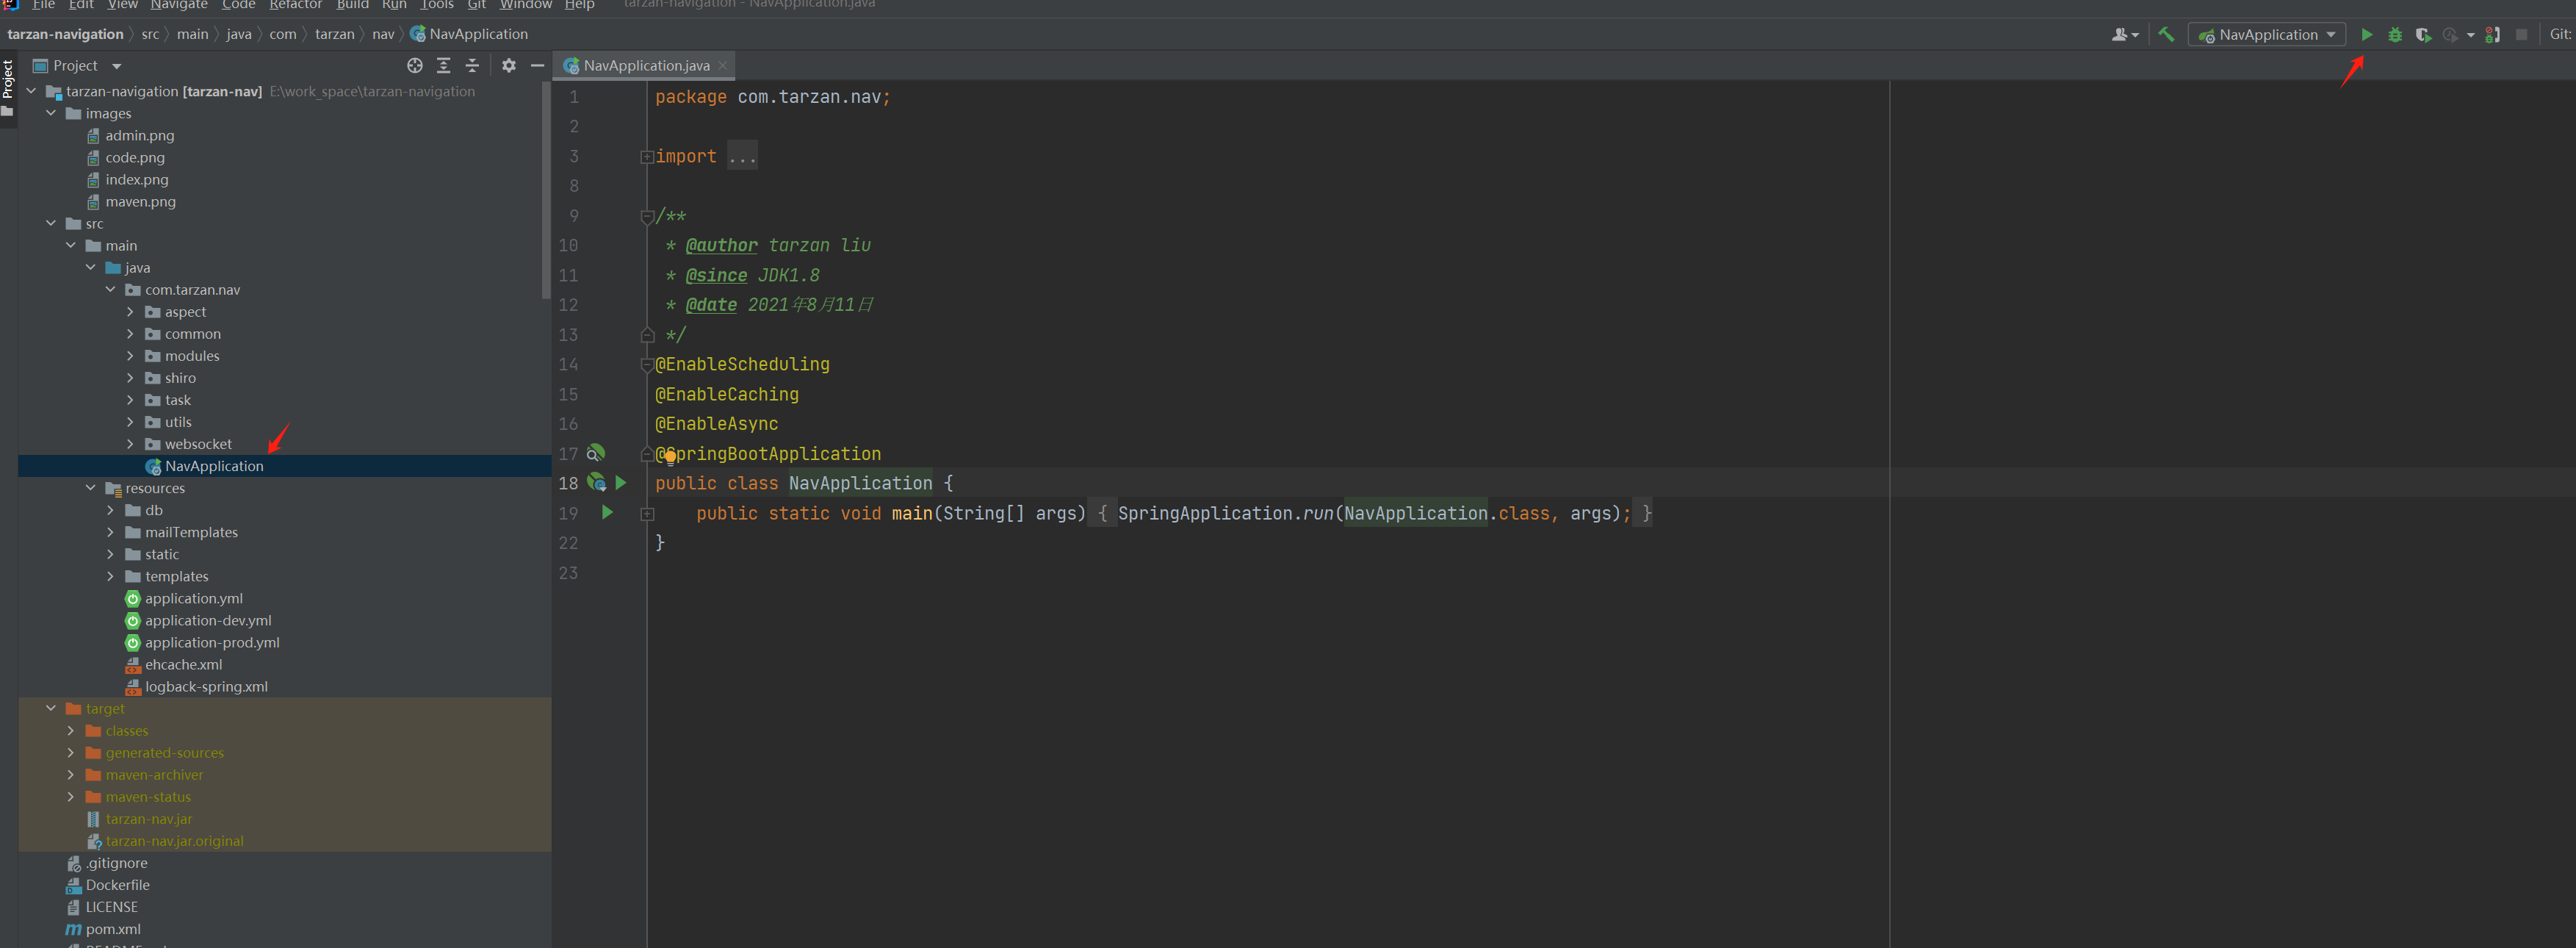 File Edit View Navigate Code Refactor Build Run Tools Git Window Help tarzan-navigation - NavApplication.java
tarzan-navigation src main java com tarzan nav NavApplication
NavApplication
Git:
Project
Project
NavApplication.java
tarzan-navigation [tarzan-nav] E:\work_space\tarzan-navigation
images
admin.png
code.png
index.png
maven.png
src
main
java
com.tarzan.nav
aspect
common
modules
shiro
task
utils
websocket
NavApplication
resources
db
mailTemplates
static
templates
application.yml
application-dev.yml
application-prod.yml
ehcache.xml
logback-spring.xml
target
classes
generated-sources
maven-archiver
maven-status
tarzan-nav.jar
tarzan-nav.jar.original
.gitignore
Dockerfile
LICENSE
pom.xml
1 package com.tarzan.nav;
2
3 import ...
8
9 /**
10 * @author tarzan liu
11 * @since JDK1.8
12 * @date 2021年8月11日
13 */
14 @EnableScheduling
15 @EnableCaching
16 @EnableAsync
17 @SpringBootApplication
18 public class NavApplication {
19 public static void main(String[] args) { SpringApplication.run(NavApplication.class, args); }
22 }
23